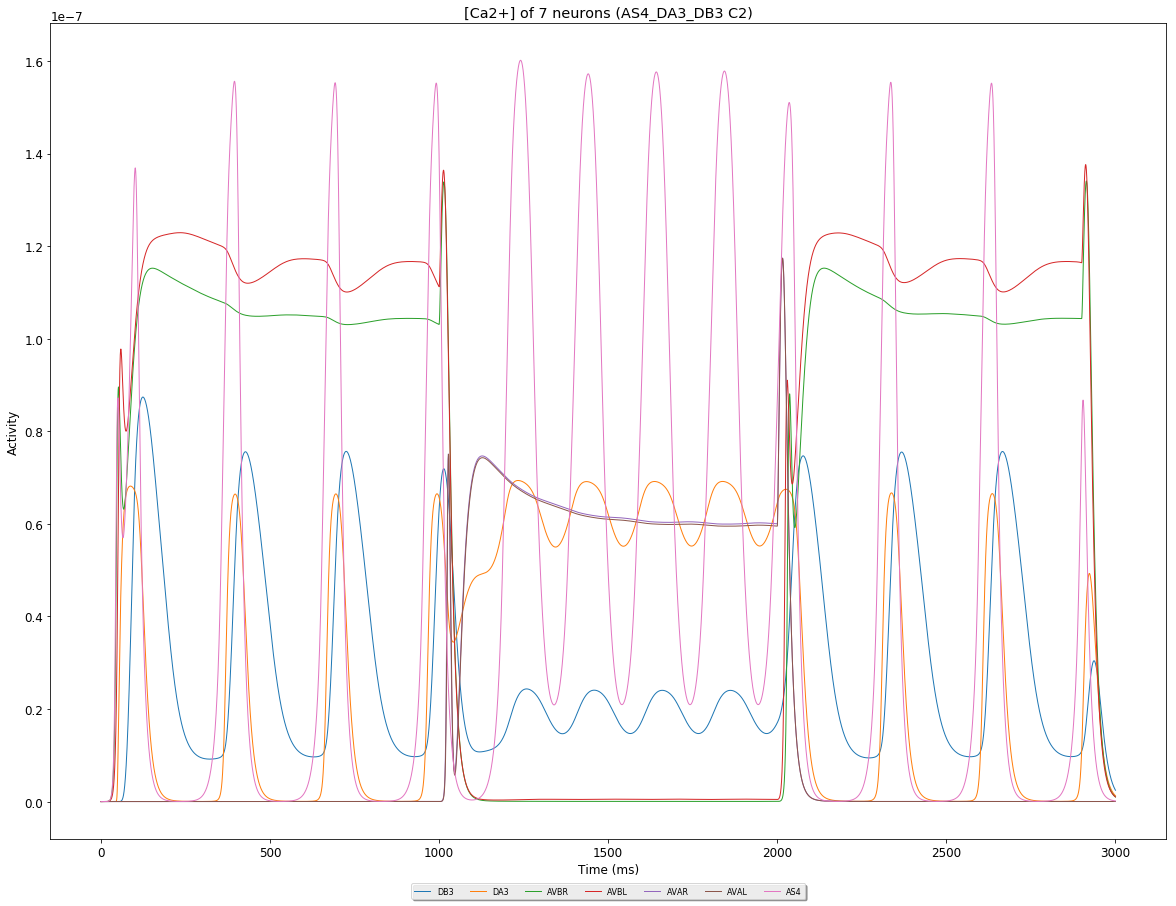 [Ca2+] of 7 neurons (AS4_DA3_DB3 C2)
1e−7
1.6
1.4
1.2
1.0
0.8
0.6
0.4
0.2
0.0
Activity
0 500 1000 1500 2000 2500 3000
Time (ms)
DB3 DA3 AVBR AVBL AVAR AVAL AS4